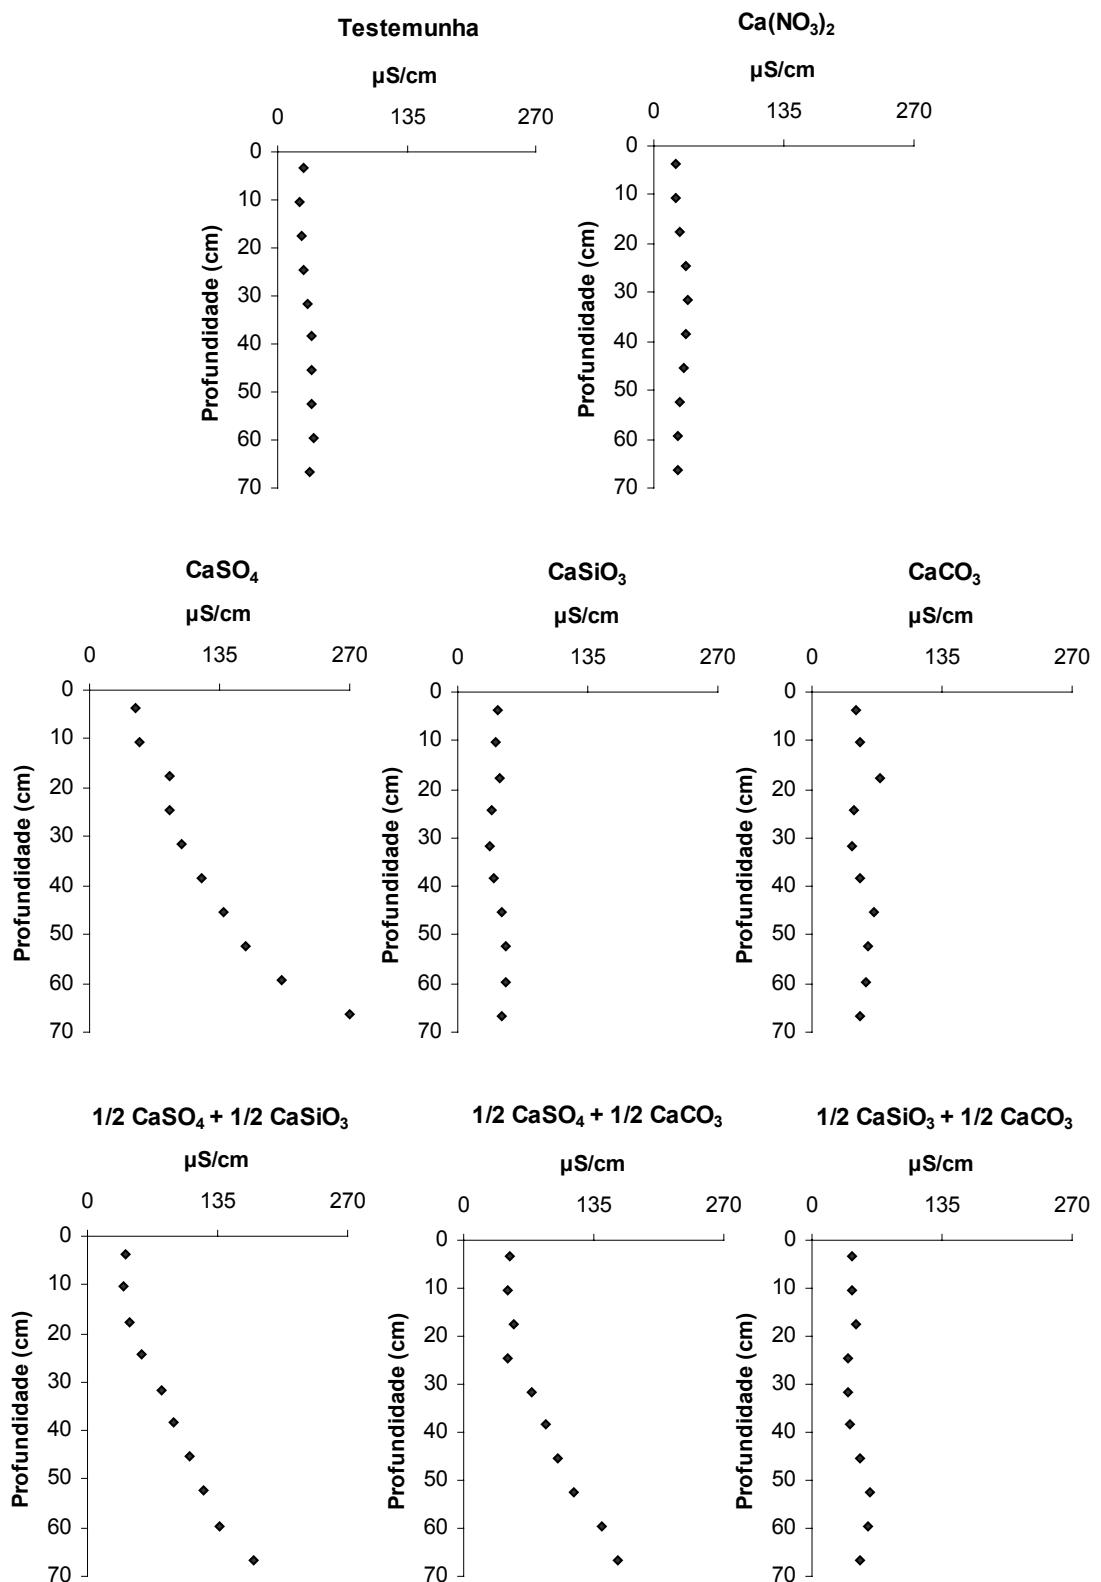 Testemunha
µS/cm
0 135 270
0
10
20
30
40
50
60
70
Profundidade (cm)
Ca(NO₃)₂
µS/cm
0 135 270
0
10
20
30
40
50
60
70
Profundidade (cm)
CaSO₄
µS/cm
0 135 270
0
10
20
30
40
50
60
70
Profundidade (cm)
CaSiO₃
µS/cm
0 135 270
0
10
20
30
40
50
60
70
Profundidade (cm)
CaCO₃
µS/cm
0 135 270
0
10
20
30
40
50
60
70
Profundidade (cm)
1/2 CaSO₄ + 1/2 CaSiO₃
µS/cm
0 135 270
0
10
20
30
40
50
60
70
Profundidade (cm)
1/2 CaSO₄ + 1/2 CaCO₃
µS/cm
0 135 270
0
10
20
30
40
50
60
70
Profundidade (cm)
1/2 CaSiO₃ + 1/2 CaCO₃
µS/cm
0 135 270
0
10
20
30
40
50
60
70
Profundidade (cm)